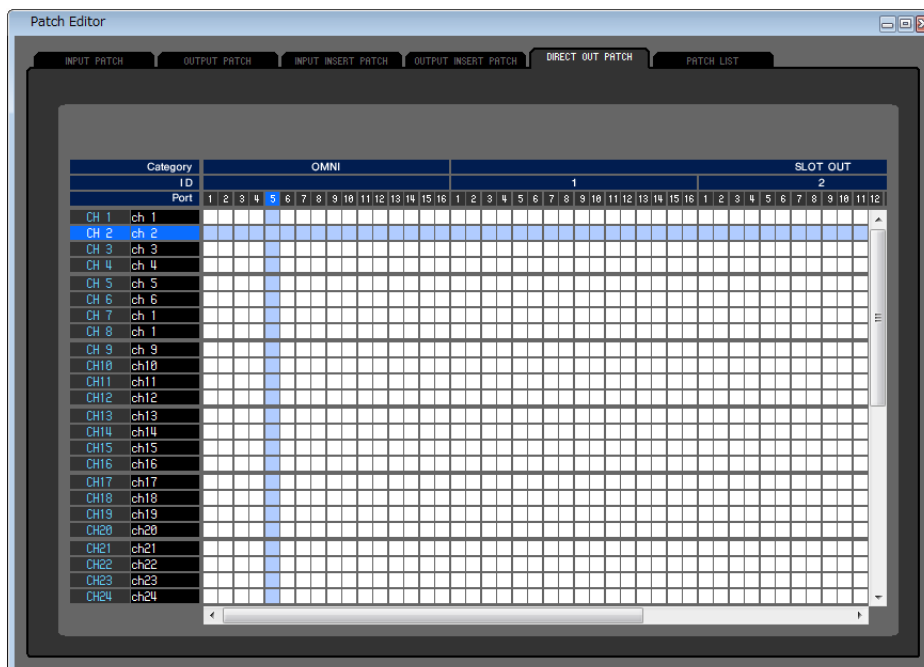 Patch Editor
INPUT PATCH OUTPUT PATCH INPUT INSERT PATCH OUTPUT INSERT PATCH DIRECT OUT PATCH PATCH LIST
Category OMNI SLOT OUT
ID 1 2
Port 1 2 3 4 5 6 7 8 9 10 11 12 13 14 15 16 1 2 3 4 5 6 7 8 9 10 11 12 13 14 15 16 1 2 3 4 5 6 7 8 9 10 11 12
CH 1 ch 1
CH 2 ch 2
CH 3 ch 3
CH 4 ch 4
CH 5 ch 5
CH 6 ch 6
CH 7 ch 1
CH 8 ch 1
CH 9 ch 9
CH10 ch10
CH11 ch11
CH12 ch12
CH13 ch13
CH14 ch14
CH15 ch15
CH16 ch16
CH17 ch17
CH18 ch18
CH19 ch19
CH20 ch20
CH21 ch21
CH22 ch22
CH23 ch23
CH24 ch24